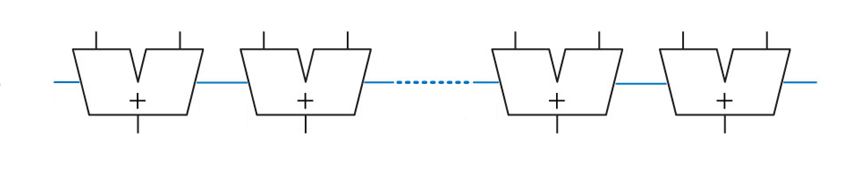 + + + +